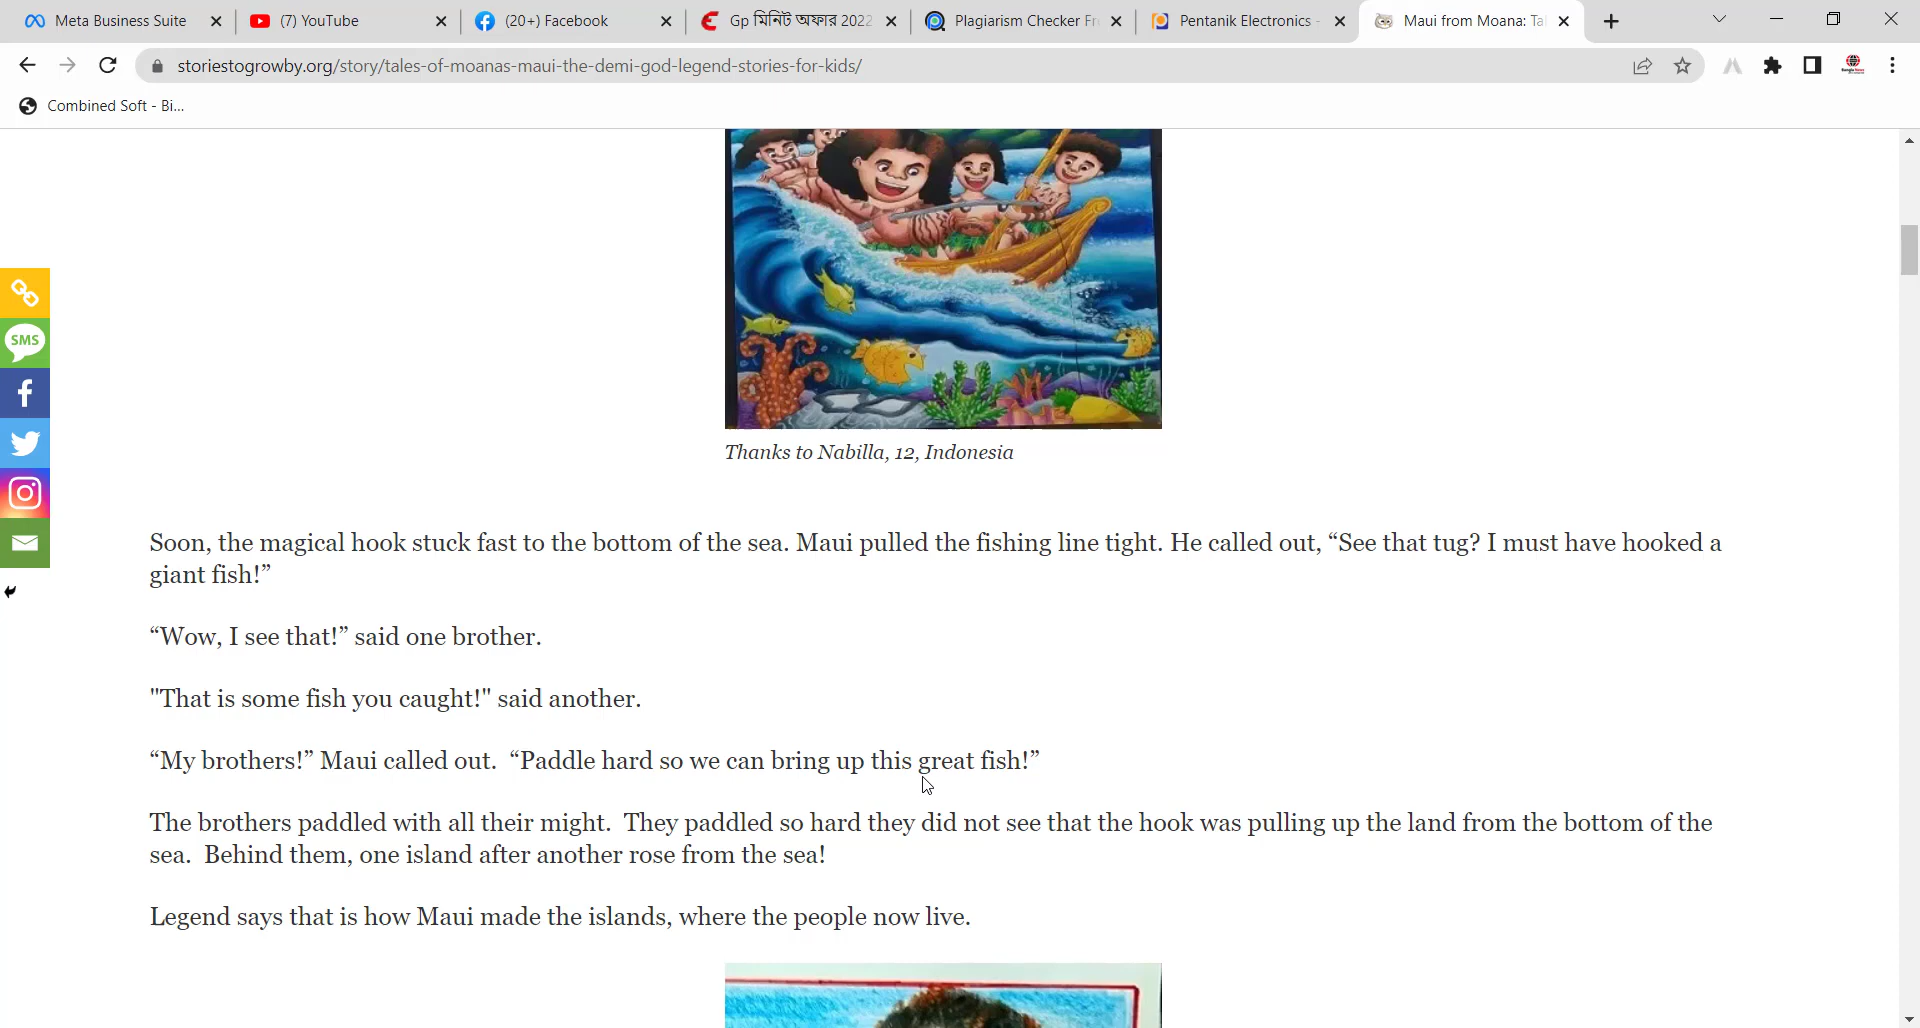 Meta Business Suite
(7) YouTube
(20+) Facebook
Gp মিনিট অফার 2022
Plagiarism Checker Fr
Pentanik Electronics -
Maui from Moana: Tal
storiestogrowby.org/story/tales-of-moanas-maui-the-demi-god-legend-stories-for-kids/
Combined Soft - Bi...
SMS
Thanks to Nabilla, 12, Indonesia
Soon, the magical hook stuck fast to the bottom of the sea. Maui pulled the fishing line tight. He called out, “See that tug? I must have hooked a
giant fish!”
“Wow, I see that!” said one brother.
"That is some fish you caught!" said another.
“My brothers!” Maui called out.  “Paddle hard so we can bring up this great fish!”
The brothers paddled with all their might.  They paddled so hard they did not see that the hook was pulling up the land from the bottom of the
sea.  Behind them, one island after another rose from the sea!
Legend says that is how Maui made the islands, where the people now live.